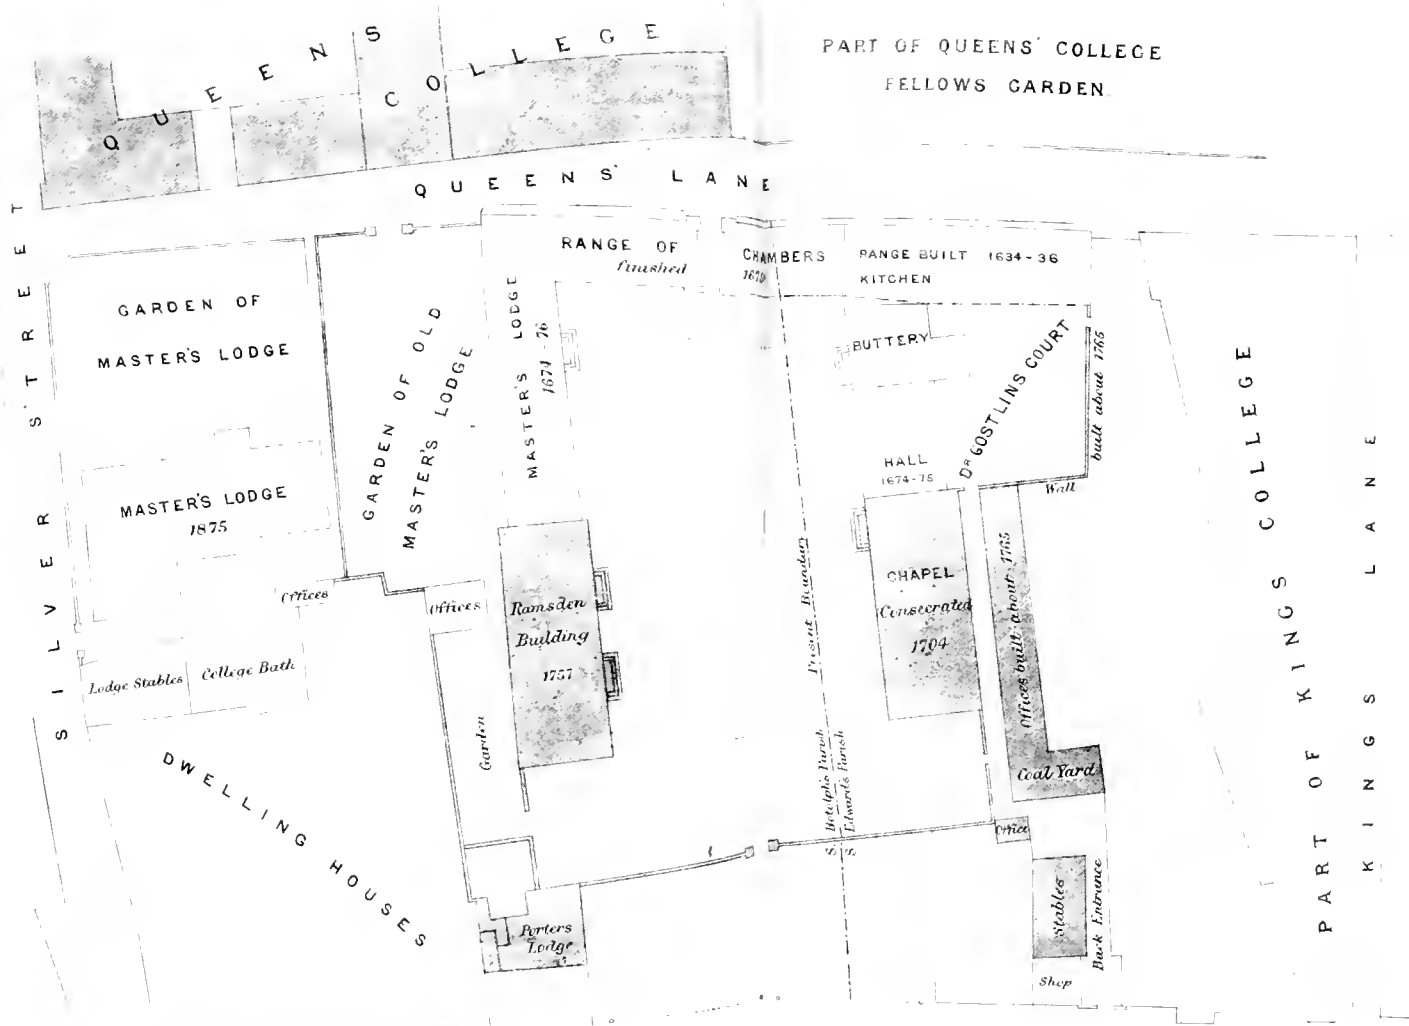 QUEENS COLLEGE
PART OF QUEENS' COLLEGE
FELLOWS GARDEN
QUEENS' LANE
SILVER STREET
GARDEN OF
MASTER'S LODGE
MASTER'S LODGE
1875
Offices
Lodge Stables
College Bath
DWELLING HOUSES
GARDEN OF OLD
MASTER'S LODGE
MASTER'S LODGE
1674 76
RANGE OF CHAMBERS
finished 1679
RANGE BUILT 1634-36
KITCHEN
BUTTERY
DR GOSTLINS COURT
built about 1765
HALL
1674-75
Wall
Offices
Ramsden
Building
1757
Garden
Present Boundary
CHAPEL
Consecrated
1704
Offices built about 1765
Coal Yard
S Botolph's Parish
S Edward's Parish
Office
Stables
Back Entrance
Shop
Porters
Lodge
PART OF KINGS COLLEGE
KINGS LANE